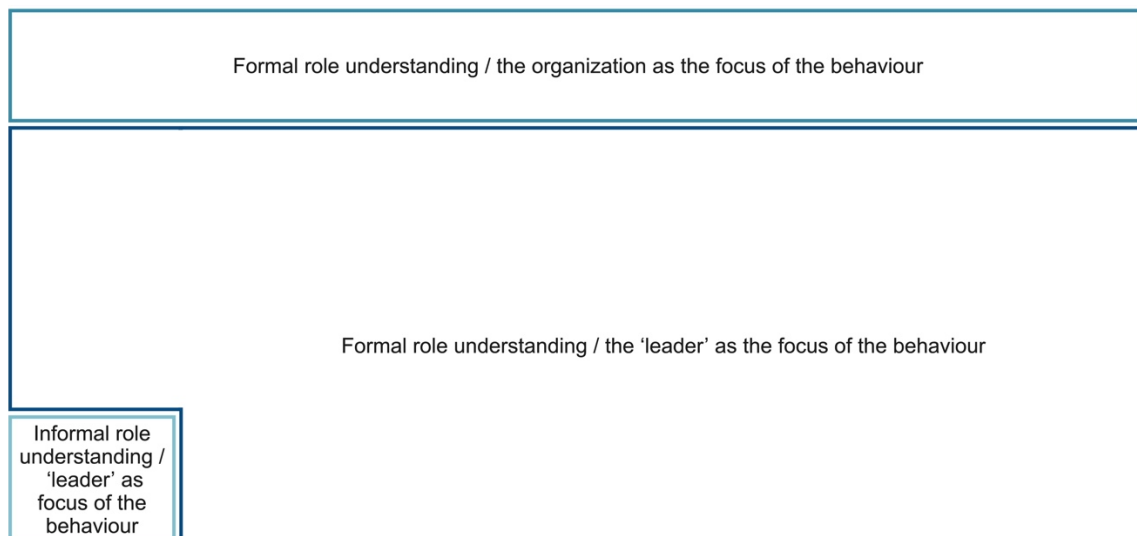 Formal role understanding / the organization as the focus of the behaviour
Formal role understanding / the ‘leader’ as the focus of the behaviour
Informal role
understanding /
‘leader’ as
focus of the
behaviour